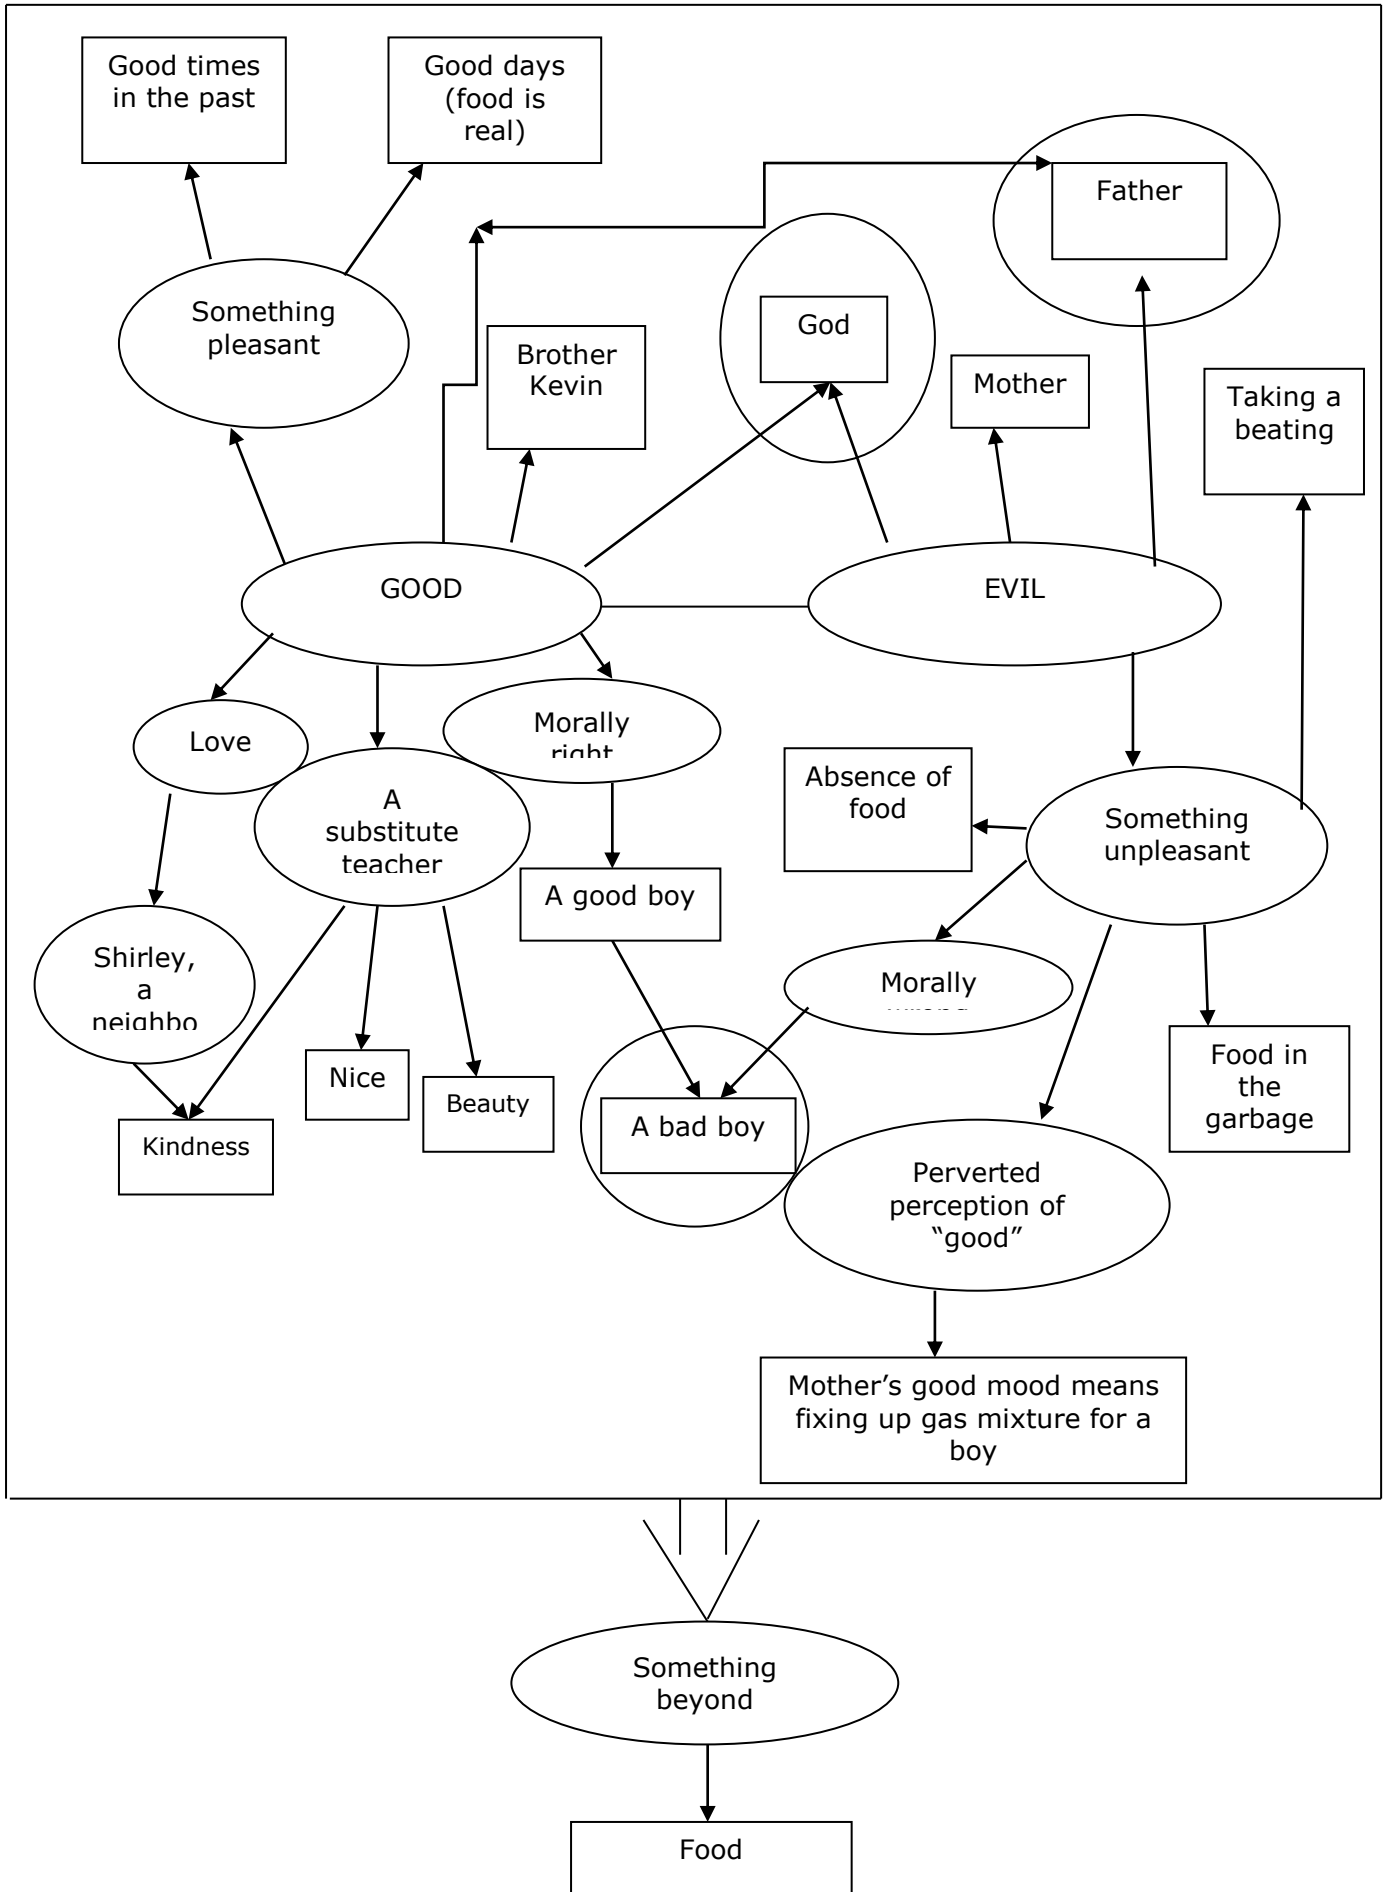 Good times
in the past
Good days
(food is
real)
Father
God
Something
pleasant
Brother
Kevin
Mother
Taking a
beating
GOOD
EVIL
Love
Morally
right
A
substitute
teacher
Absence of
food
Something
unpleasant
A good boy
Shirley,
a
neighbo
Morally
Nice
Beauty
Kindness
A bad boy
Food in
the
garbage
Perverted
perception of
“good”
Mother’s good mood means
fixing up gas mixture for a
boy
Something
beyond
Food